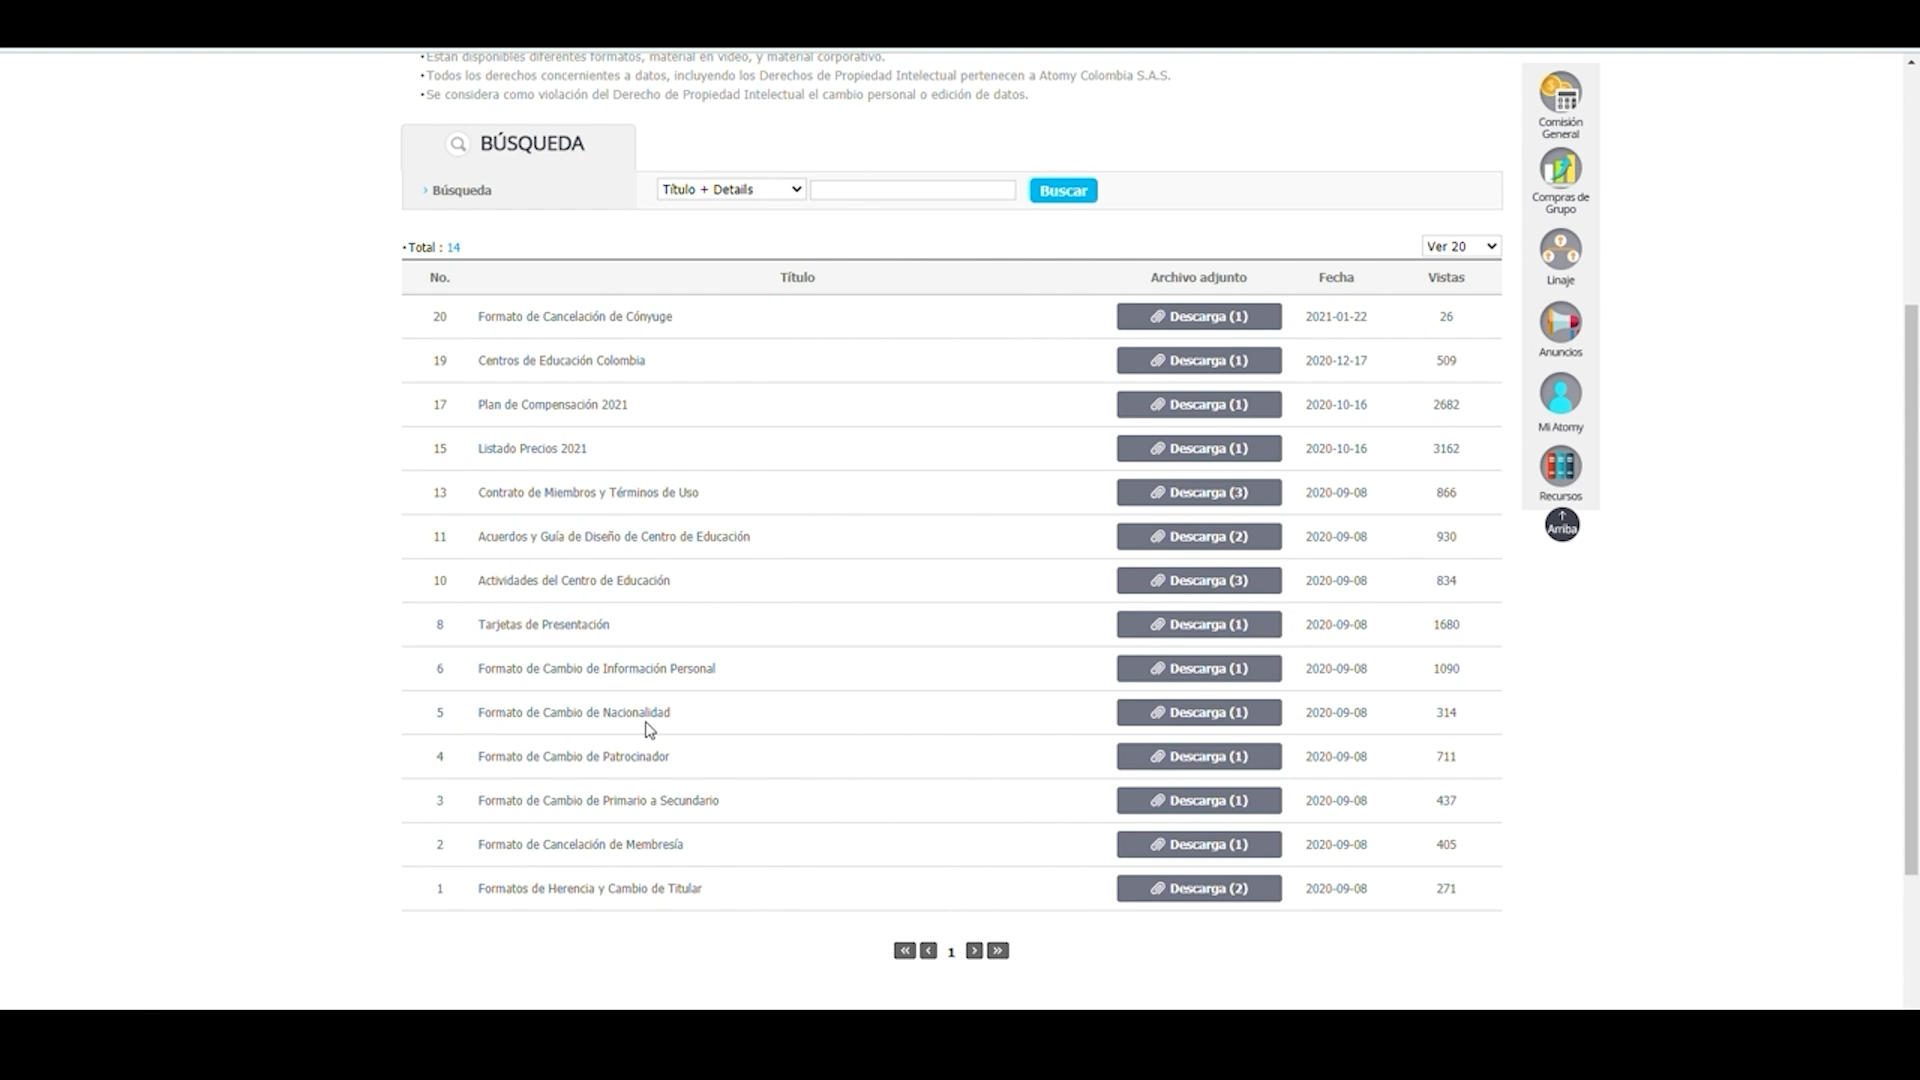 •Están disponibles diferentes formatos, material en video, y material corporativo.
•Todos los derechos concernientes a datos, incluyendo los Derechos de Propiedad Intelectual pertenecen a Atomy Colombia S.A.S.
•Se considera como violación del Derecho de Propiedad Intelectual el cambio personal o edición de datos.
BÚSQUEDA
› Búsqueda Título + Details Buscar
•Total : 14 Ver 20
No. Título Archivo adjunto Fecha Vistas
20 Formato de Cancelación de Cónyuge Descarga (1) 2021-01-22 26
19 Centros de Educación Colombia Descarga (1) 2020-12-17 509
17 Plan de Compensación 2021 Descarga (1) 2020-10-16 2682
15 Listado Precios 2021 Descarga (1) 2020-10-16 3162
13 Contrato de Miembros y Términos de Uso Descarga (3) 2020-09-08 866
11 Acuerdos y Guía de Diseño de Centro de Educación Descarga (2) 2020-09-08 930
10 Actividades del Centro de Educación Descarga (3) 2020-09-08 834
8 Tarjetas de Presentación Descarga (1) 2020-09-08 1680
6 Formato de Cambio de Información Personal Descarga (1) 2020-09-08 1090
5 Formato de Cambio de Nacionalidad Descarga (1) 2020-09-08 314
4 Formato de Cambio de Patrocinador Descarga (1) 2020-09-08 711
3 Formato de Cambio de Primario a Secundario Descarga (1) 2020-09-08 437
2 Formato de Cancelación de Membresía Descarga (1) 2020-09-08 405
1 Formatos de Herencia y Cambio de Titular Descarga (2) 2020-09-08 271
« ‹ 1 › »
Comisión
General
Compras de
Grupo
Linaje
Anuncios
Mi Atomy
Recursos
↑
Arriba